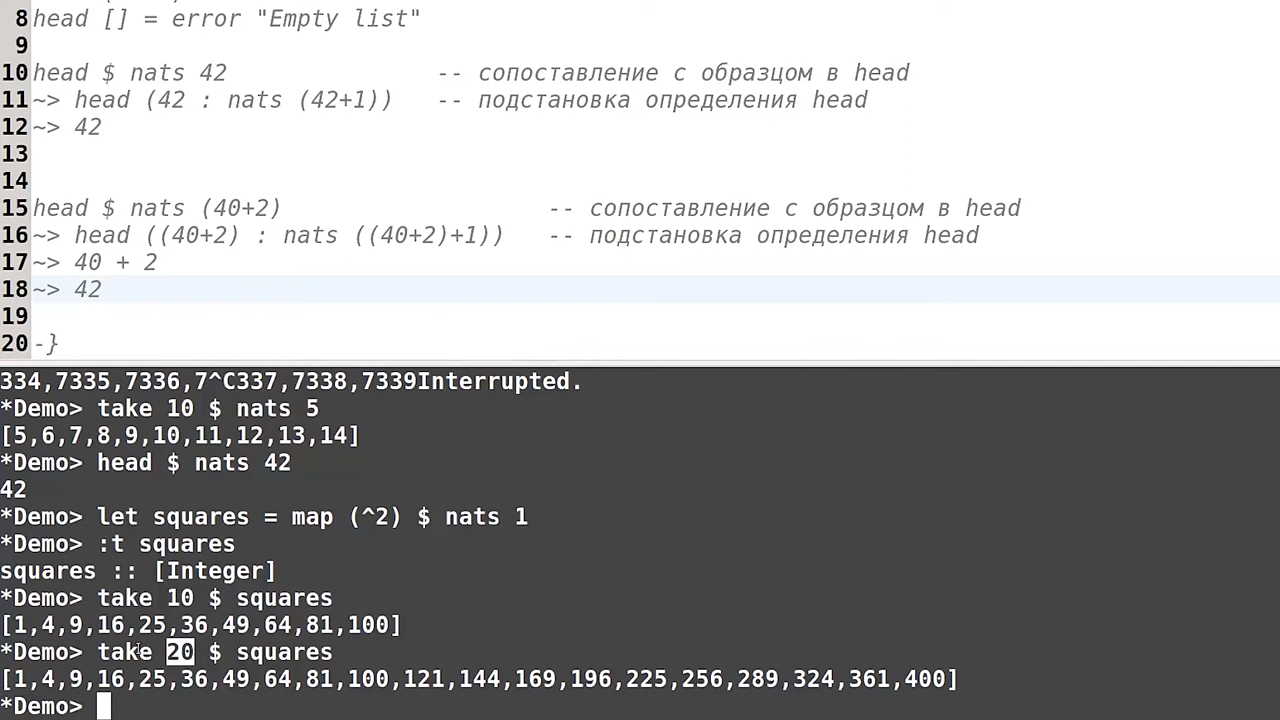 8 head [] = error "Empty list"
9
10 head $ nats 42 -- сопоставление с образцом в head
11 ~> head (42 : nats (42+1)) -- подстановка определения head
12 ~> 42
13
14
15 head $ nats (40+2) -- сопоставление с образцом в head
16 ~> head ((40+2) : nats ((40+2)+1)) -- подстановка определения head
17 ~> 40 + 2
18 ~> 42
19
20 -}
334,7335,7336,7^C337,7338,7339Interrupted.
*Demo> take 10 $ nats 5
[5,6,7,8,9,10,11,12,13,14]
*Demo> head $ nats 42
42
*Demo> let squares = map (^2) $ nats 1
*Demo> :t squares
squares :: [Integer]
*Demo> take 10 $ squares
[1,4,9,16,25,36,49,64,81,100]
*Demo> take 20 $ squares
[1,4,9,16,25,36,49,64,81,100,121,144,169,196,225,256,289,324,361,400]
*Demo>